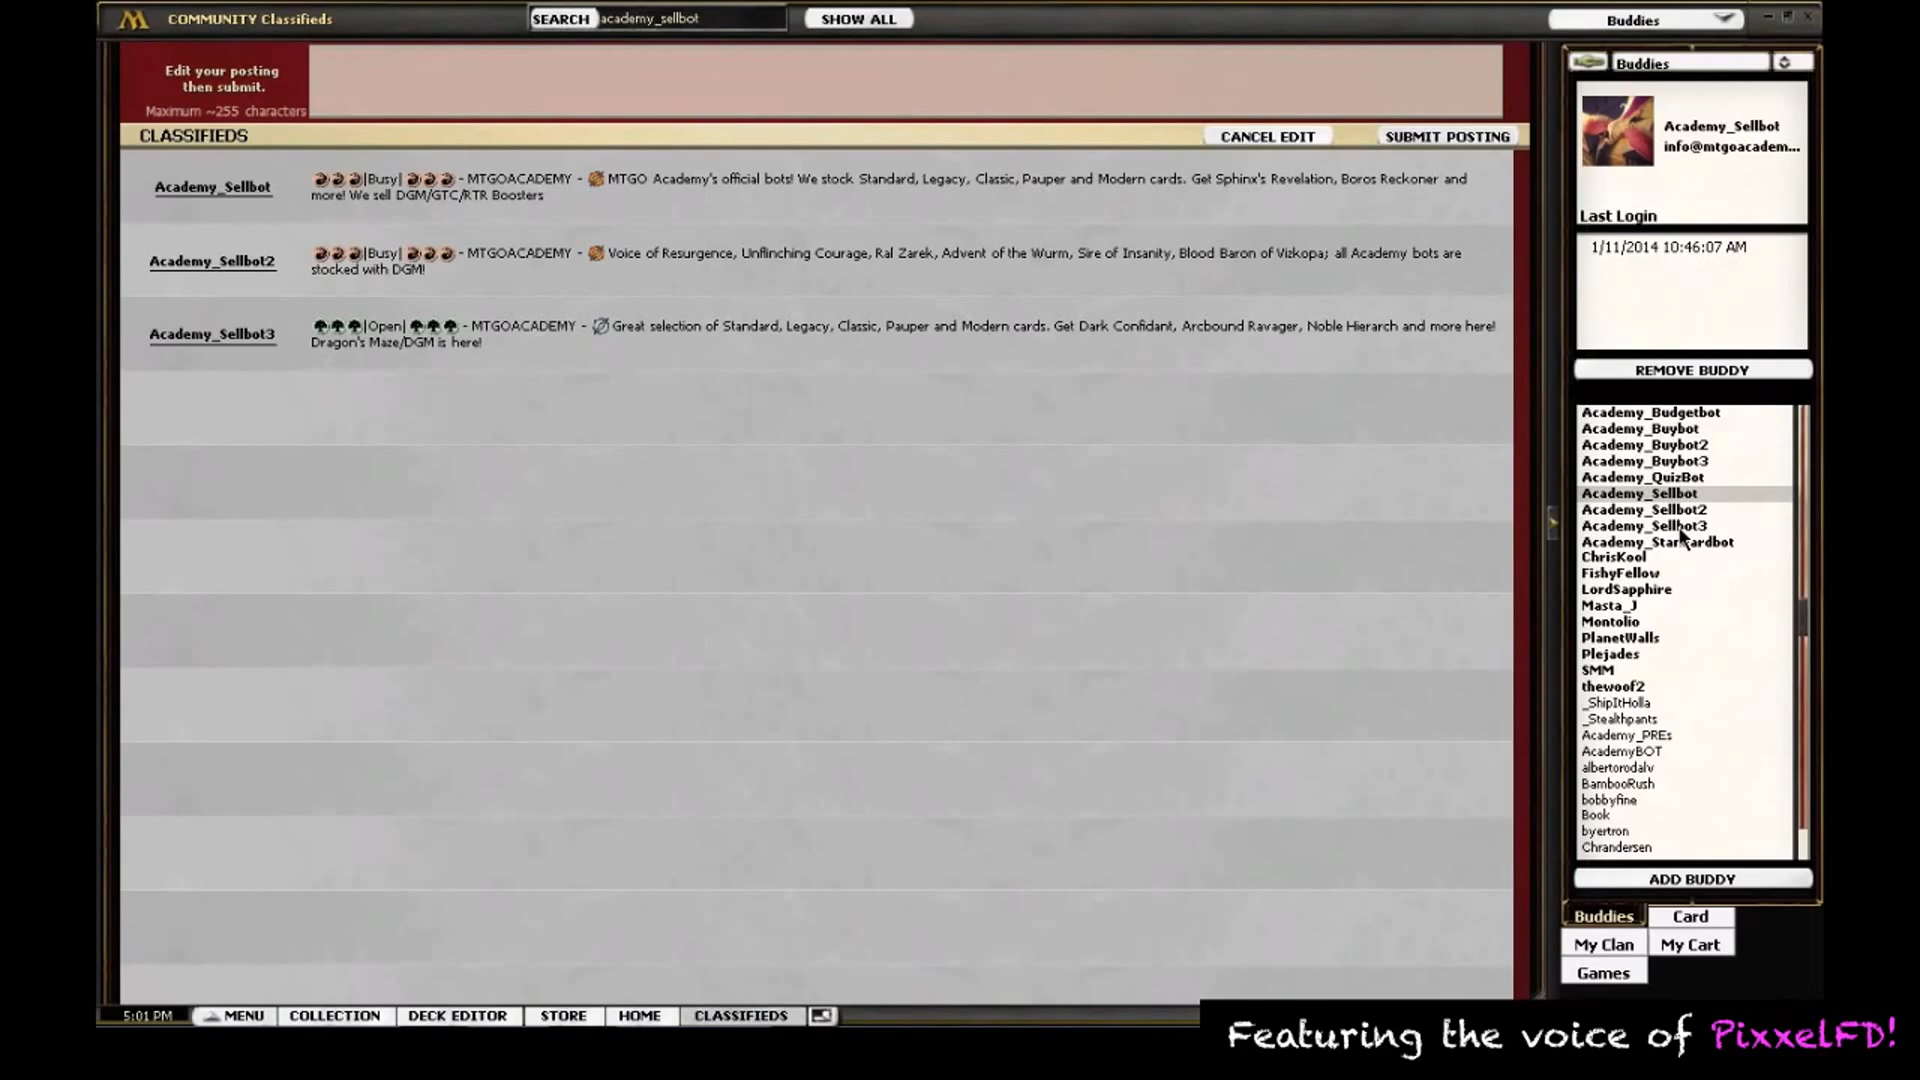 COMMUNITY Classifieds
SEARCH academy_sellbot
SHOW ALL
Buddies
Edit your posting
then submit.
Maximum ~255 characters
CLASSIFIEDS
CANCEL EDIT
SUBMIT POSTING
Academy_Sellbot
|Busy| - MTGOACADEMY - MTGO Academy's official bots! We stock Standard, Legacy, Classic, Pauper and Modern cards. Get Sphinx's Revelation, Boros Reckoner and
more! We sell DGM/GTC/RTR Boosters
Academy_Sellbot2
|Busy| - MTGOACADEMY - Voice of Resurgence, Unflinching Courage, Ral Zarek, Advent of the Wurm, Sire of Insanity, Blood Baron of Vizkopa; all Academy bots are
stocked with DGM!
Academy_Sellbot3
|Open| - MTGOACADEMY - Great selection of Standard, Legacy, Classic, Pauper and Modern cards. Get Dark Confidant, Arcbound Ravager, Noble Hierarch and more here!
Dragon's Maze/DGM is here!
Buddies
Academy_Sellbot
info@mtgoacadem...
Last Login
1/11/2014 10:46:07 AM
REMOVE BUDDY
Academy_Budgetbot
Academy_Buybot
Academy_Buybot2
Academy_Buybot3
Academy_QuizBot
Academy_Sellbot
Academy_Sellbot2
Academy_Sellbot3
ChrisKool
FishyFellow
LordSapphire
Masta_J
Montolio
PlanetWalls
Plejades
SMM
thewoof2
_ShipItHolla
_Stealthpants
Academy_PREs
AcademyBOT
albertorodalv
BambooRush
bobbyfine
Book
byertron
Chrandersen
ADD BUDDY
Buddies
Card
My Clan
My Cart
Games
5:01 PM
MENU
COLLECTION
DECK EDITOR
STORE
HOME
CLASSIFIEDS
Featuring the voice of PixxelFD!